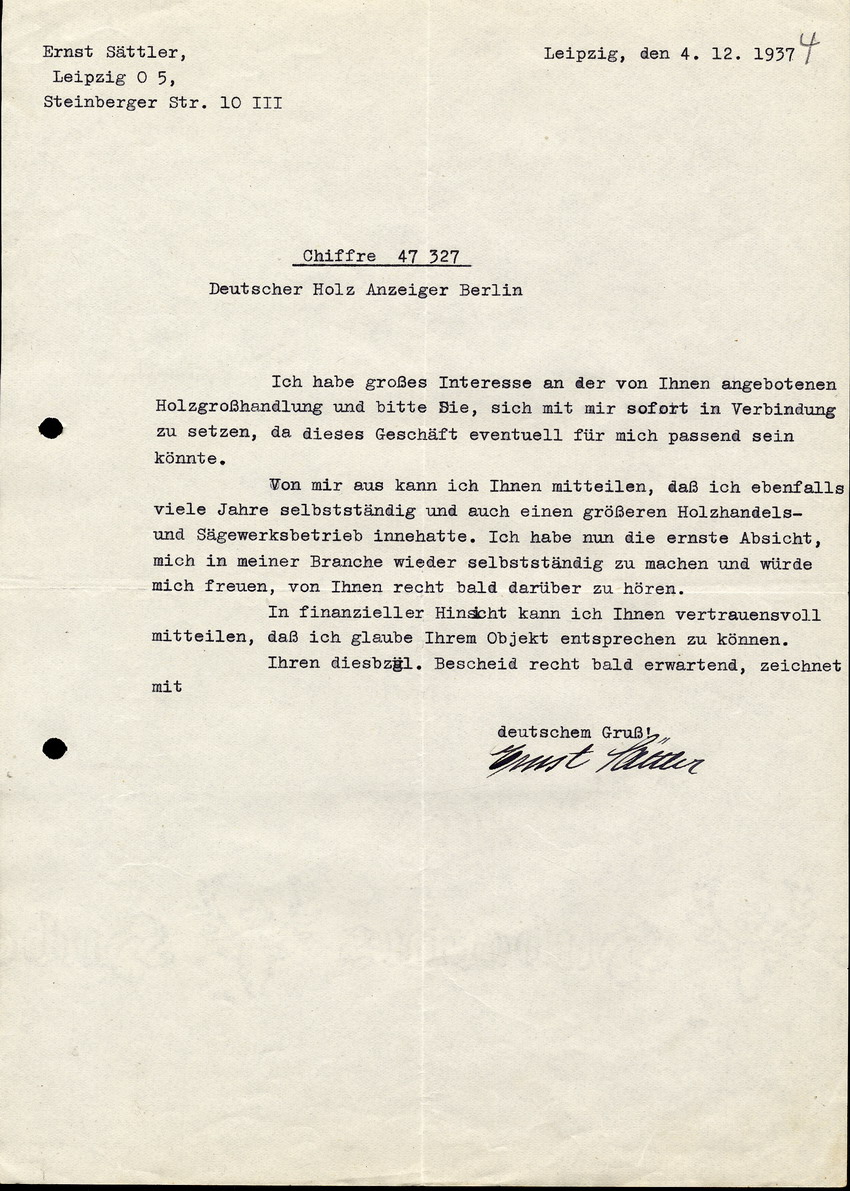 Ernst Sättler,
Leipzig O 5,
Steinberger Str. 10 III
Leipzig, den 4. 12. 1937 4
Chiffre 47 327
Deutscher Holz Anzeiger Berlin
Ich habe großes Interesse an der von Ihnen angebotenen
Holzgroßhandlung und bitte Sie, sich mit mir sofort in Verbindung
zu setzen, da dieses Geschäft eventuell für mich passend sein
könnte.
Von mir aus kann ich Ihnen mitteilen, daß ich ebenfalls
viele Jahre selbstständig und auch einen größeren Holzhandels-
und Sägewerksbetrieb innehatte. Ich habe nun die ernste Absicht,
mich in meiner Branche wieder selbstständig zu machen und würde
mich freuen, von Ihnen recht bald darüber zu hören.
In finanzieller Hinsicht kann ich Ihnen vertrauensvoll
mitteilen, daß ich glaube Ihrem Objekt entsprechen zu können.
Ihren diesbzgl. Bescheid recht bald erwartend, zeichnet
mit
deutschem Gruß!
Ernst Sättler